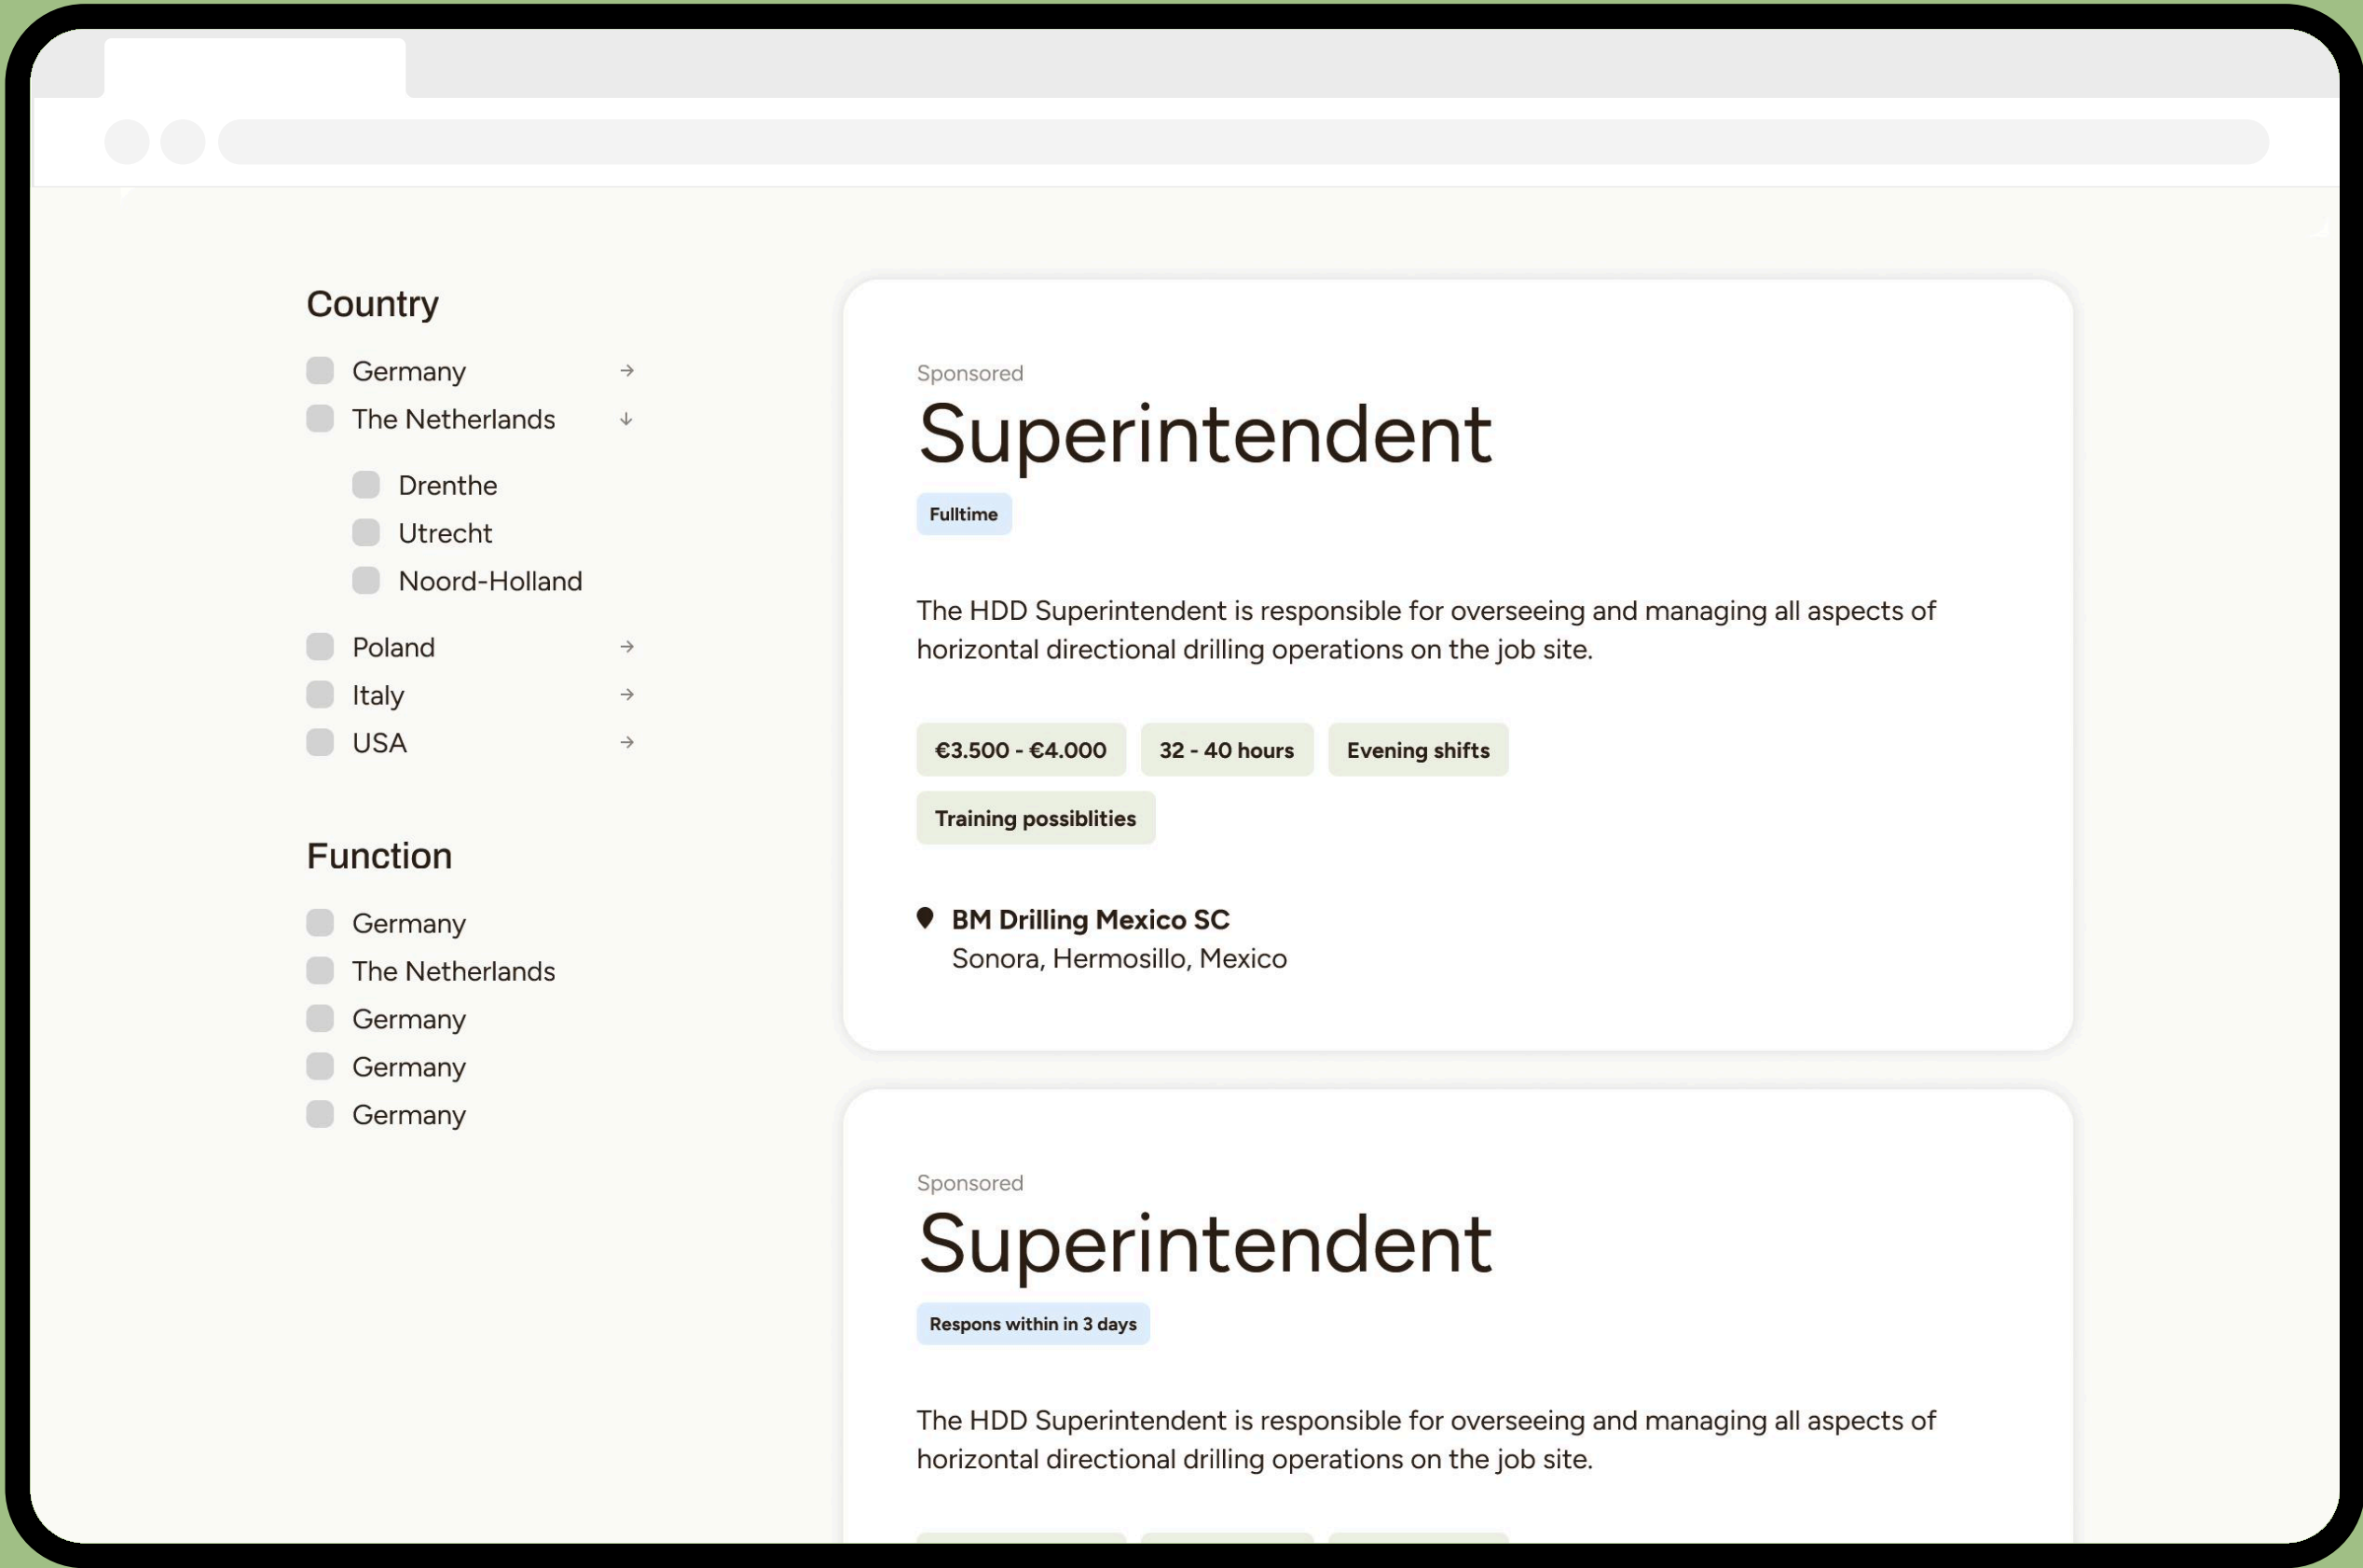 Country
Germany
The Netherlands
Drenthe
Utrecht
Noord-Holland
Poland
Italy
USA
Function
Germany
The Netherlands
Germany
Germany
Germany
Sponsored
Superintendent
Fulltime
The HDD Superintendent is responsible for overseeing and managing all aspects of
horizontal directional drilling operations on the job site.
€3.500 - €4.000 32 - 40 hours Evening shifts
Training possiblities
BM Drilling Mexico SC
Sonora, Hermosillo, Mexico
Sponsored
Superintendent
Respons within in 3 days
The HDD Superintendent is responsible for overseeing and managing all aspects of
horizontal directional drilling operations on the job site.